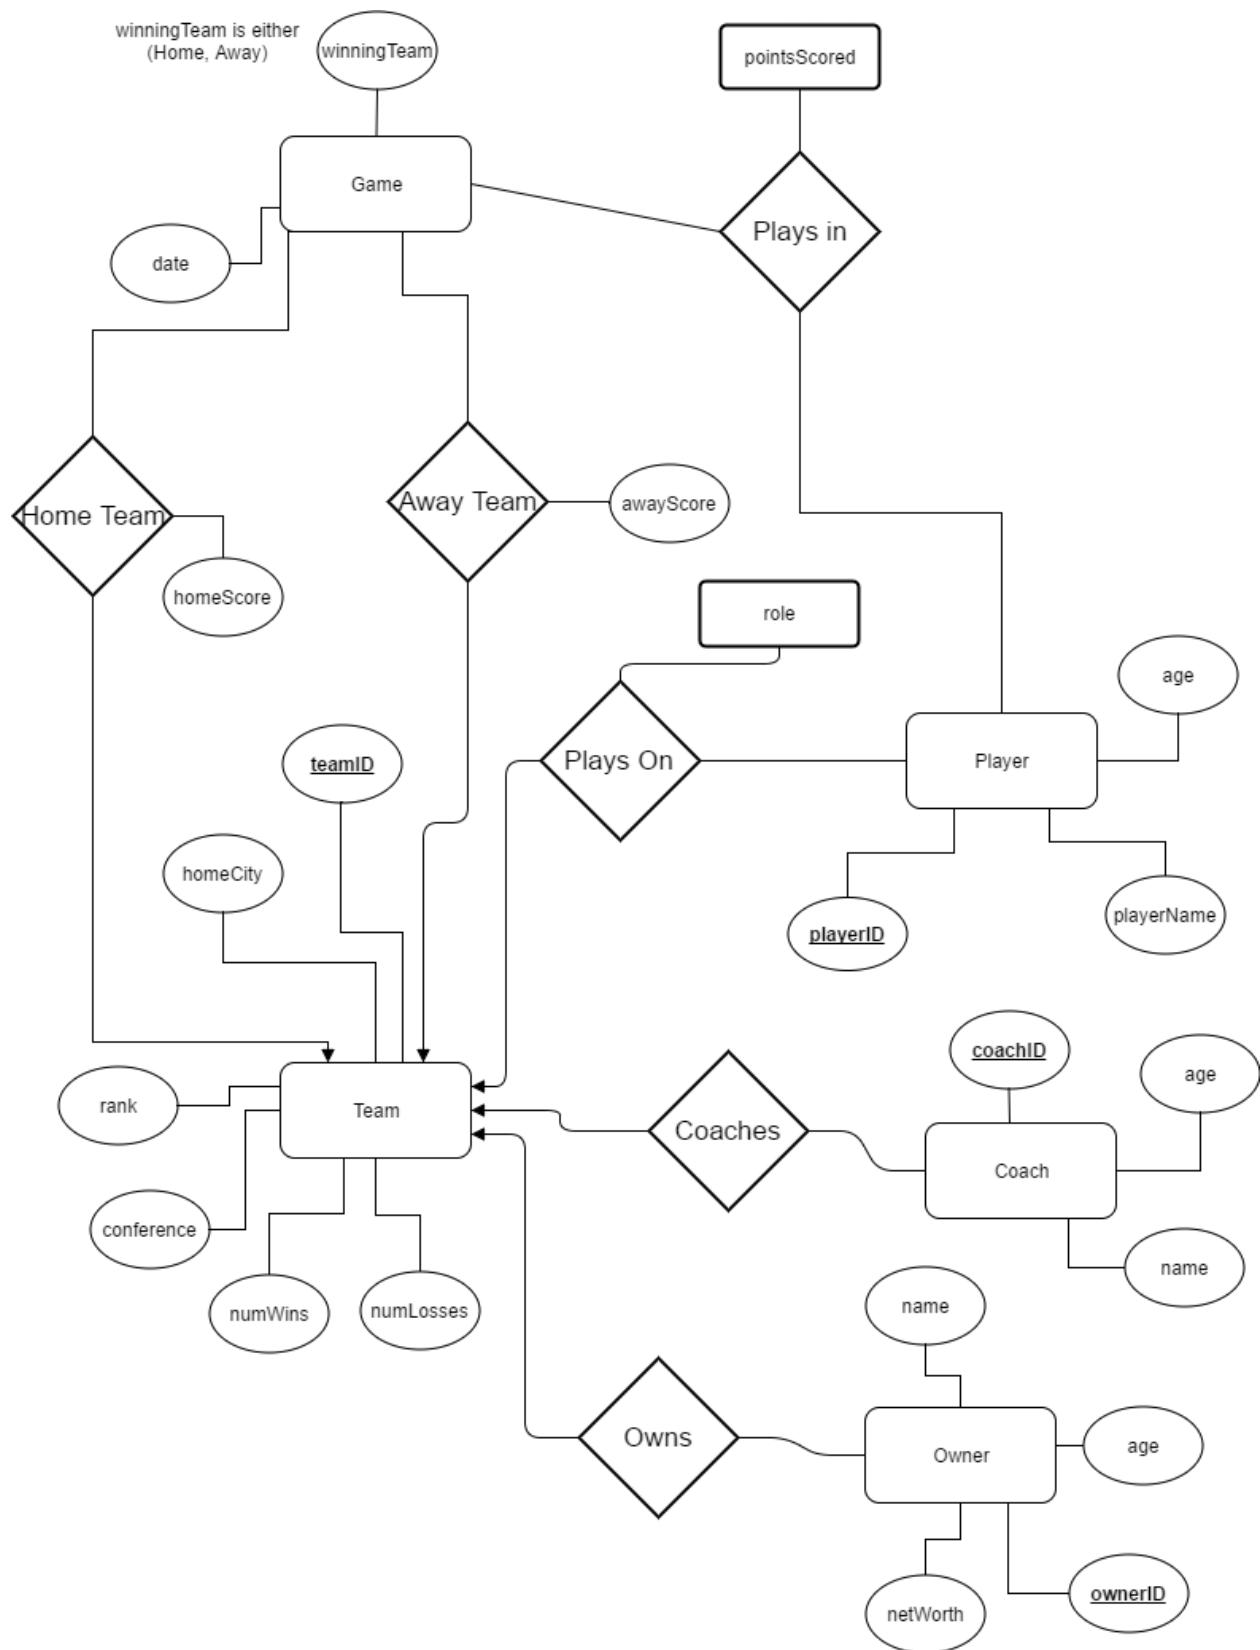 winningTeam is either
(Home, Away)
winningTeam
pointsScored
Game
Plays in
date
Home Team
Away Team
awayScore
homeScore
role
age
teamID
Plays On
Player
homeCity
playerID
playerName
coachID
age
rank
Team
Coaches
Coach
conference
name
numWins
numLosses
name
Owns
Owner
age
netWorth
ownerID